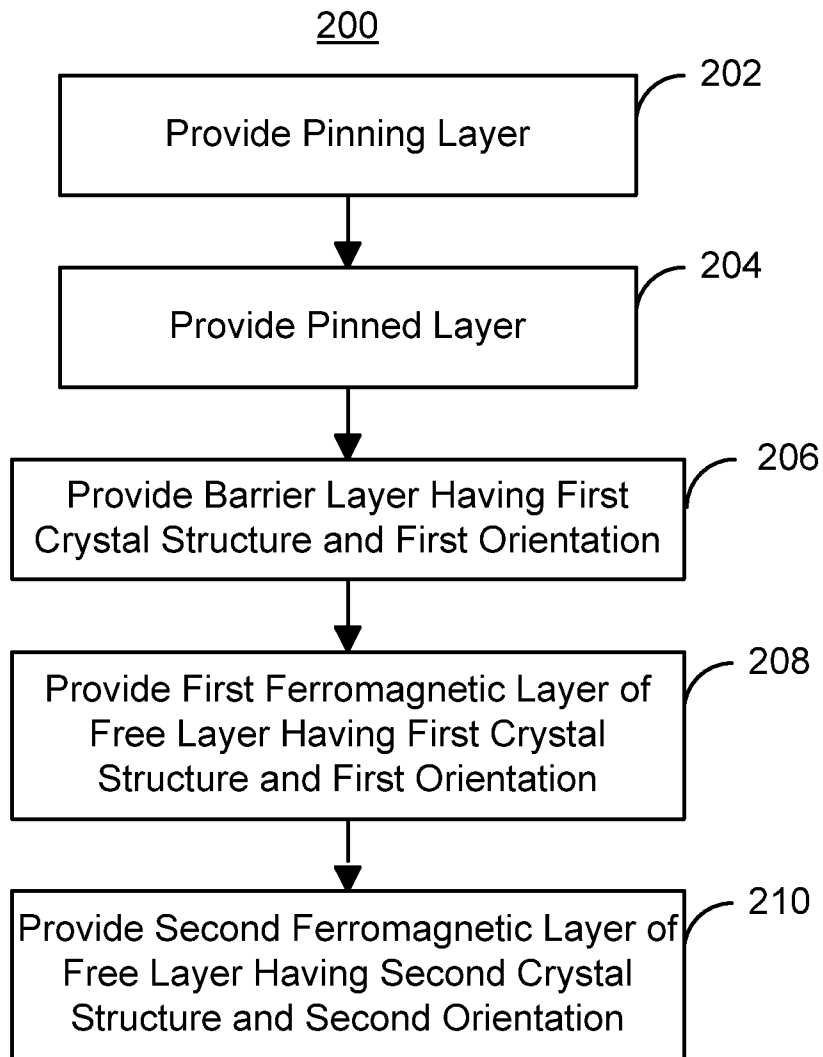 200
202
Provide Pinning Layer
204
Provide Pinned Layer
206
Provide Barrier Layer Having First
Crystal Structure and First Orientation
208
Provide First Ferromagnetic Layer of
Free Layer Having First Crystal
Structure and First Orientation
210
Provide Second Ferromagnetic Layer of
Free Layer Having Second Crystal
Structure and Second Orientation